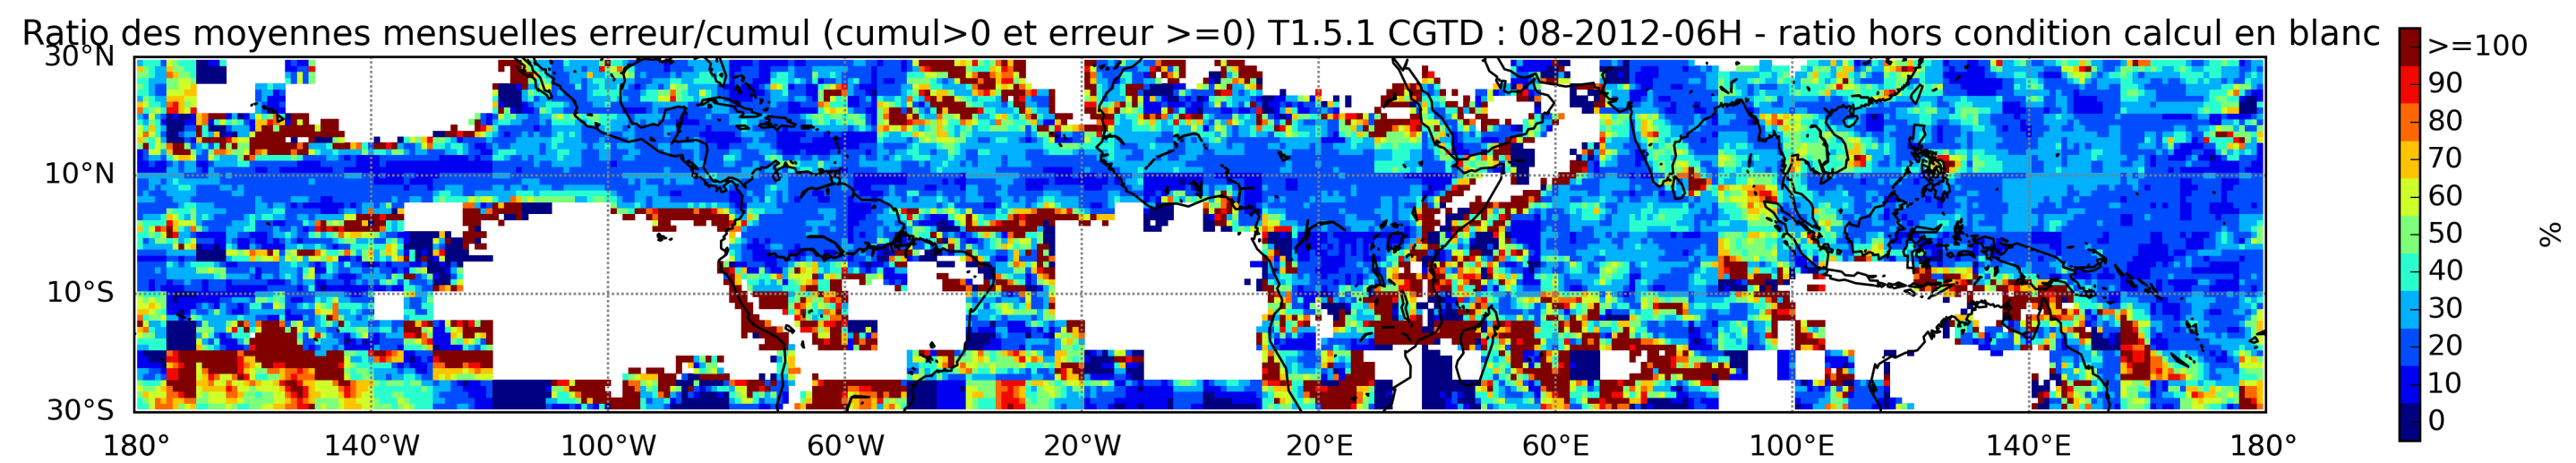 Ratio des moyennes mensuelles erreur/cumul (cumul>0 et erreur >=0) T1.5.1 CGTD : 08-2012-06H - ratio hors condition calcul en blanc
30°N
10°N
10°S
30°S
180° 140°W 100°W 60°W 20°W 20°E 60°E 100°E 140°E 180°
>=100
90
80
70
60
50
40
30
20
10
0
%